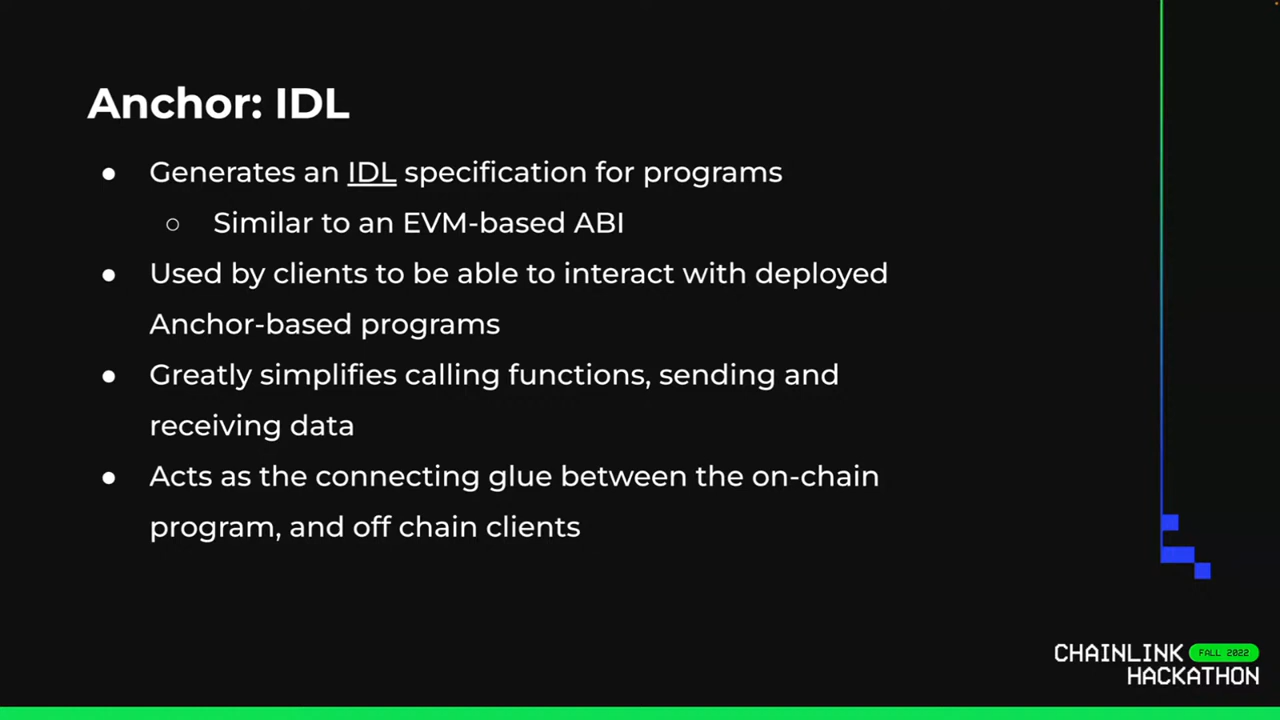 Anchor: IDL
● Generates an IDL specification for programs
○ Similar to an EVM-based ABI
● Used by clients to be able to interact with deployed
Anchor-based programs
● Greatly simplifies calling functions, sending and
receiving data
● Acts as the connecting glue between the on-chain
program, and off chain clients
CHAINLINK FALL 2022
HACKATHON